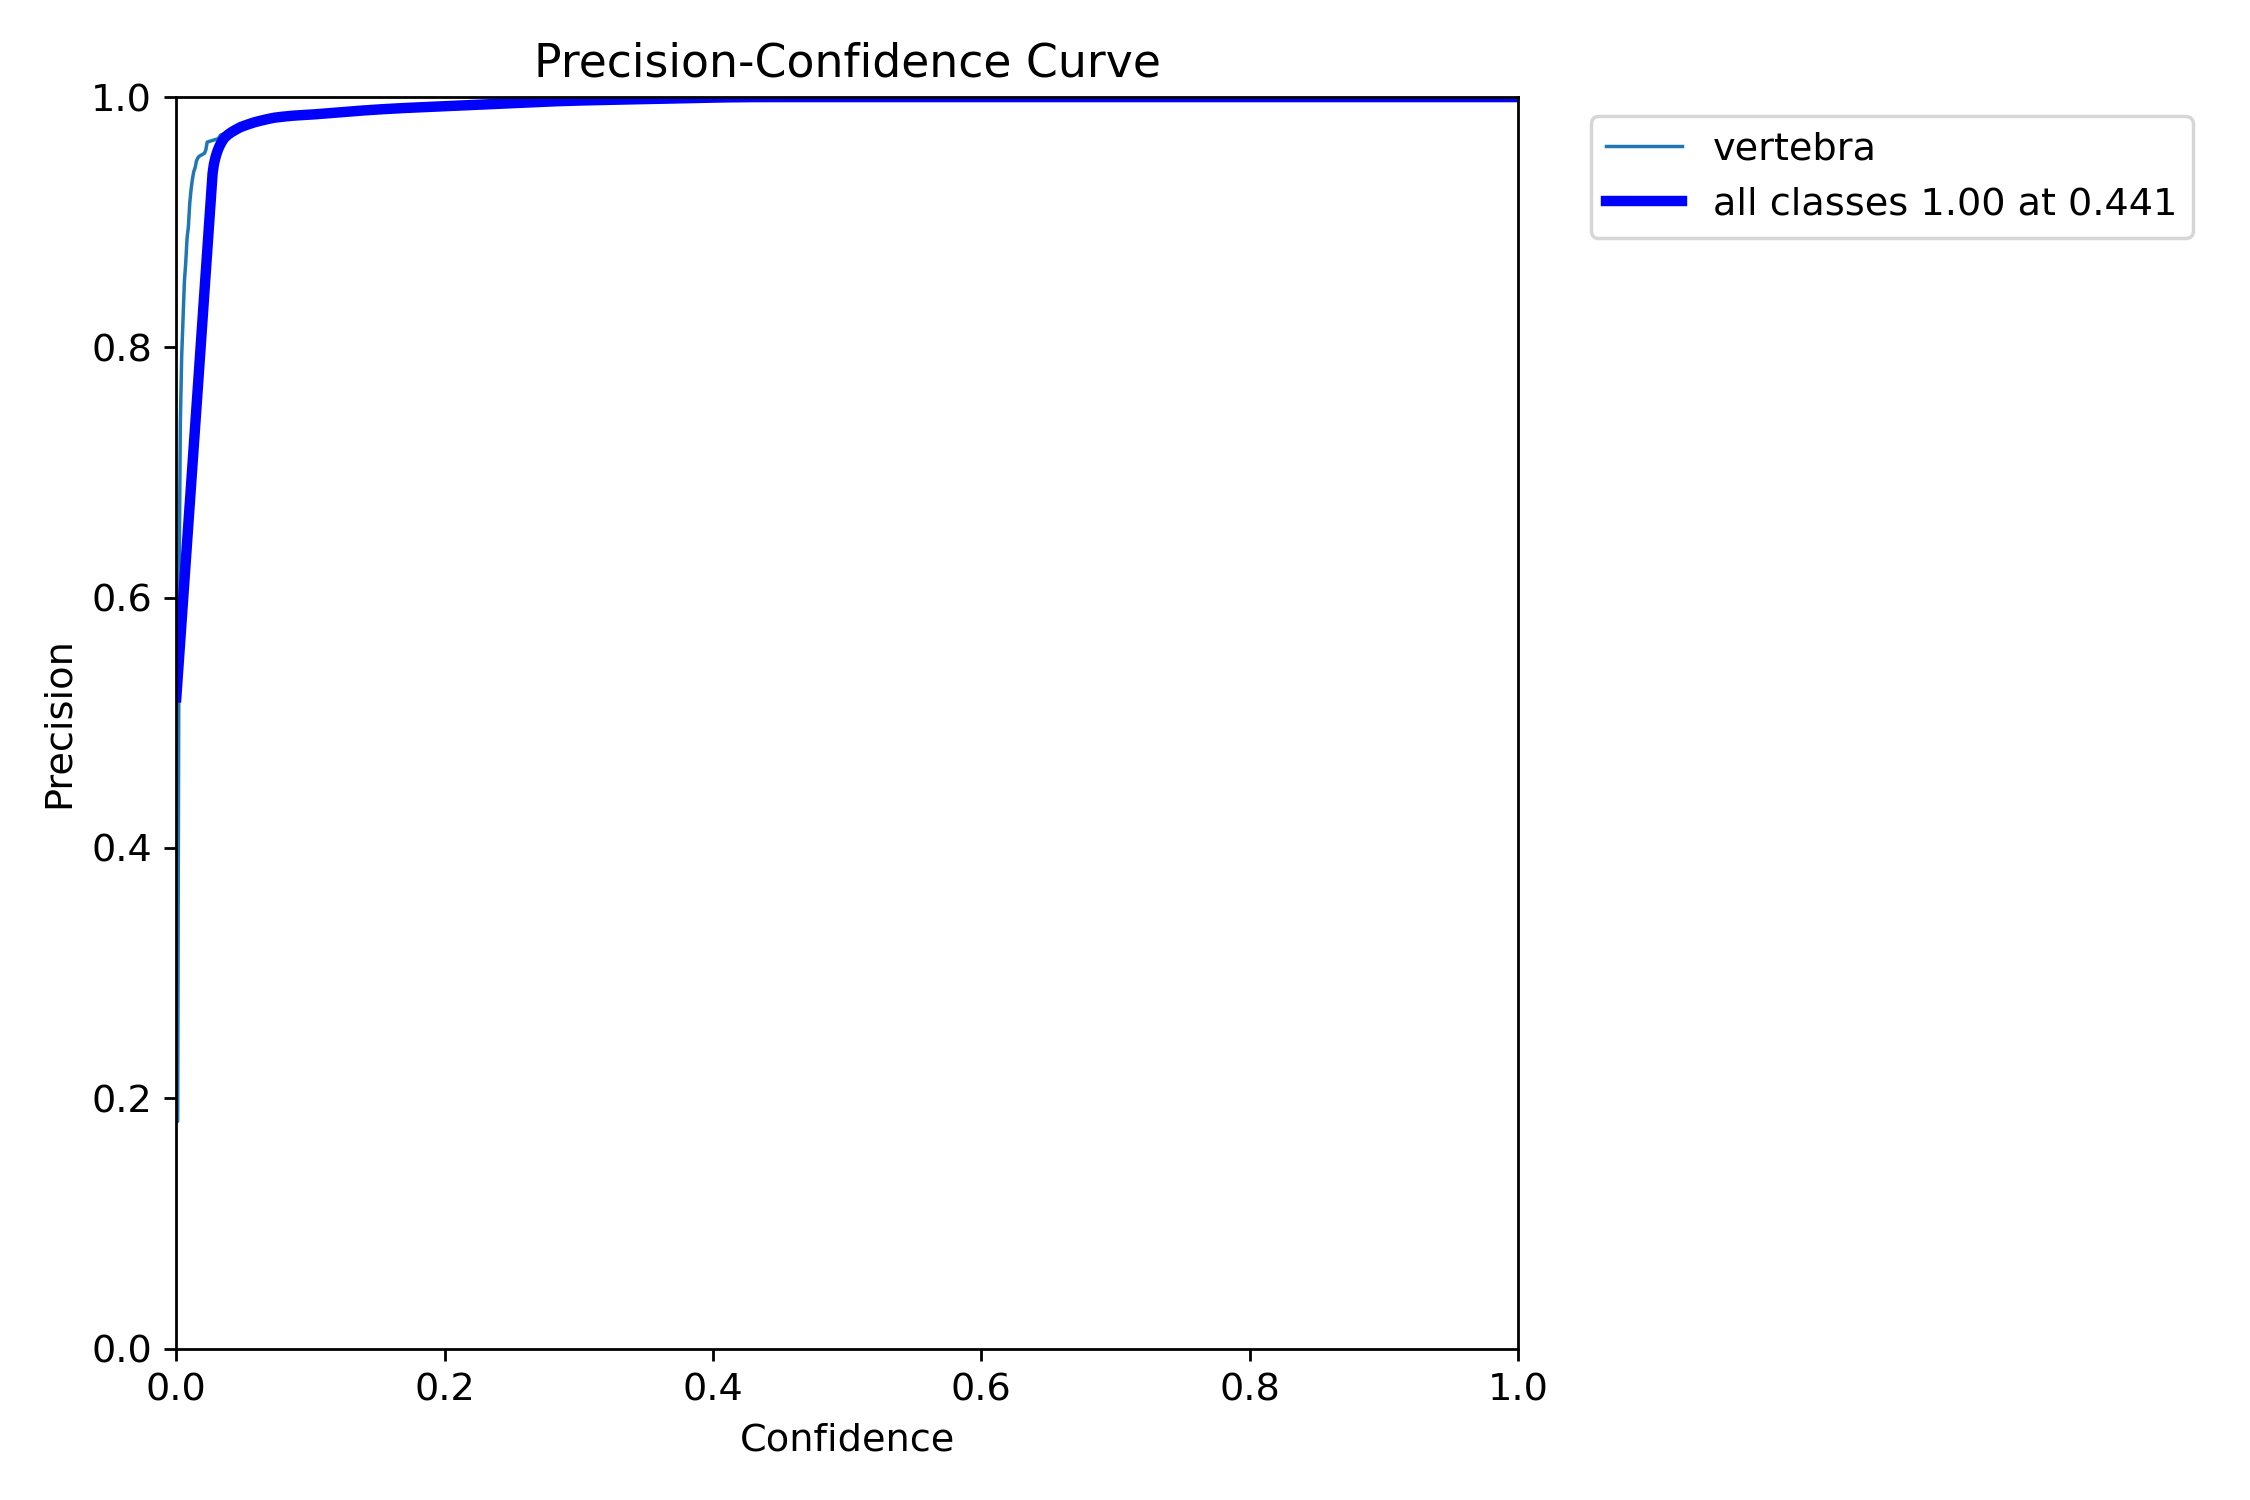 Precision-Confidence Curve
1.0
0.8
0.6
0.4
0.2
0.0
Precision
0.0 0.2 0.4 0.6 0.8 1.0
Confidence
vertebra
all classes 1.00 at 0.441